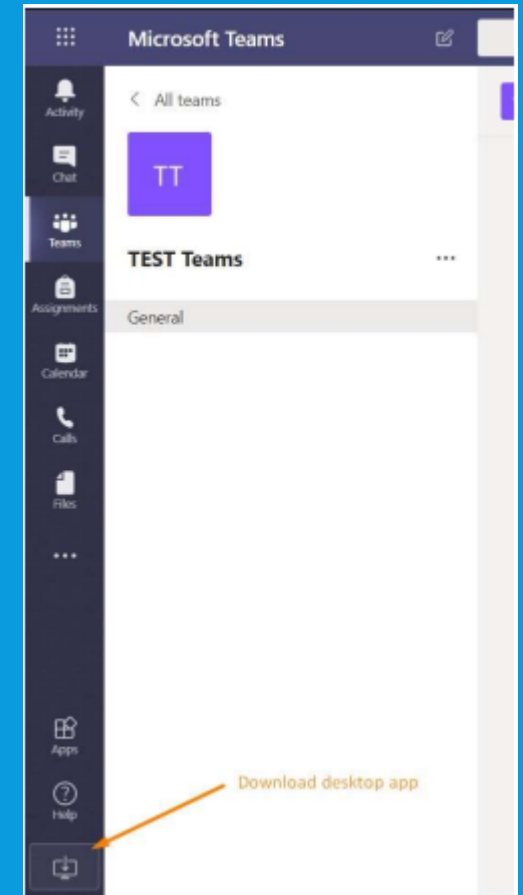 Microsoft Teams
Activity
Chat
Teams
Assignments
Calendar
Calls
Files
Apps
Help
All teams
TT
TEST Teams
General
Download desktop app